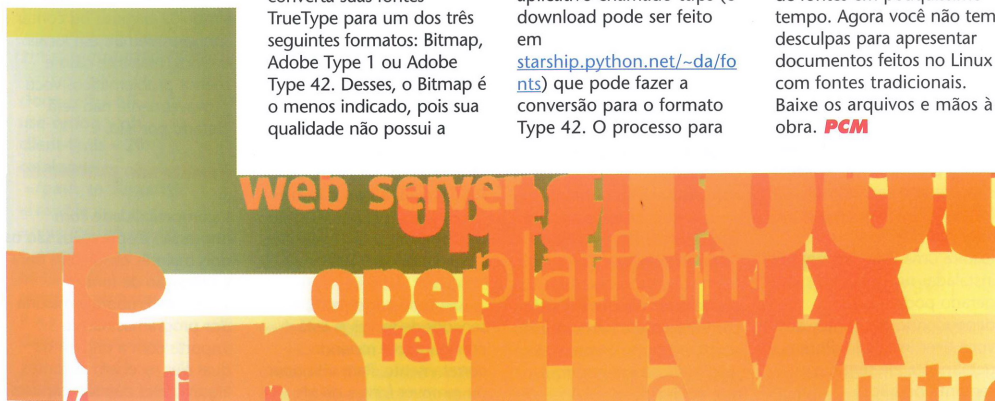 converta suas fontes
TrueType para um dos três
seguintes formatos: Bitmap,
Adobe Type 1 ou Adobe
Type 42. Desses, o Bitmap é
o menos indicado, pois sua
qualidade não possui a
download pode ser feito
em
starship.python.net/~da/fo
nts) que pode fazer a
conversão para o formato
Type 42. O processo para
tempo. Agora você não tem
desculpas para apresentar
documentos feitos no Linux
com fontes tradicionais.
Baixe os arquivos e mãos à
obra. PCM
web server
open
platform
open